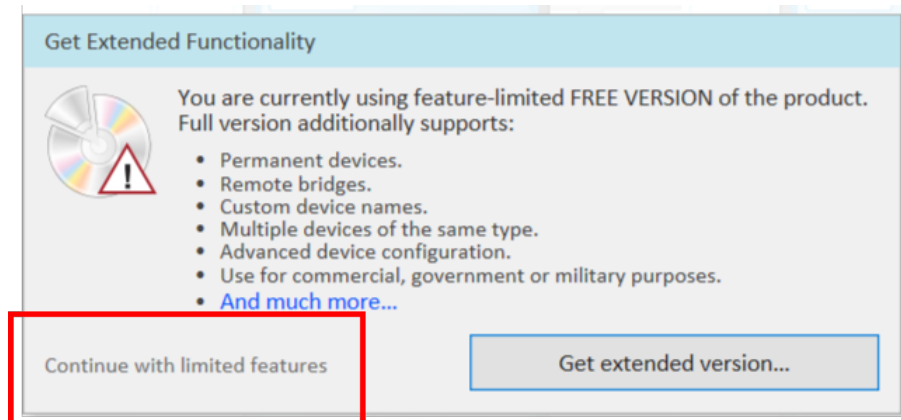 Get Extended Functionality
You are currently using feature-limited FREE VERSION of the product.
Full version additionally supports:
• Permanent devices.
• Remote bridges.
• Custom device names.
• Multiple devices of the same type.
• Advanced device configuration.
• Use for commercial, government or military purposes.
• And much more...
Continue with limited features
Get extended version...